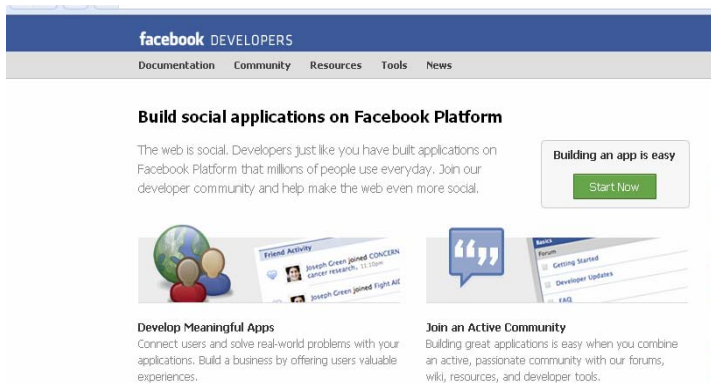 facebook DEVELOPERS
Documentation Community Resources Tools News
Build social applications on Facebook Platform
The web is social. Developers just like you have built applications on
Facebook Platform that millions of people use everyday. Join our
developer community and help make the web even more social.
Building an app is easy
Start Now
Friend Activity
Joseph Green joined CONCERN
cancer research. 11:10pm
Joseph Green joined Fight AID
Basics
Forum
Getting Started
Developer Updates
FAQ
Develop Meaningful Apps
Connect users and solve real-world problems with your
applications. Build a business by offering users valuable
experiences.
Join an Active Community
Building great applications is easy when you combine
an active, passionate community with our forums,
wiki, resources, and developer tools.